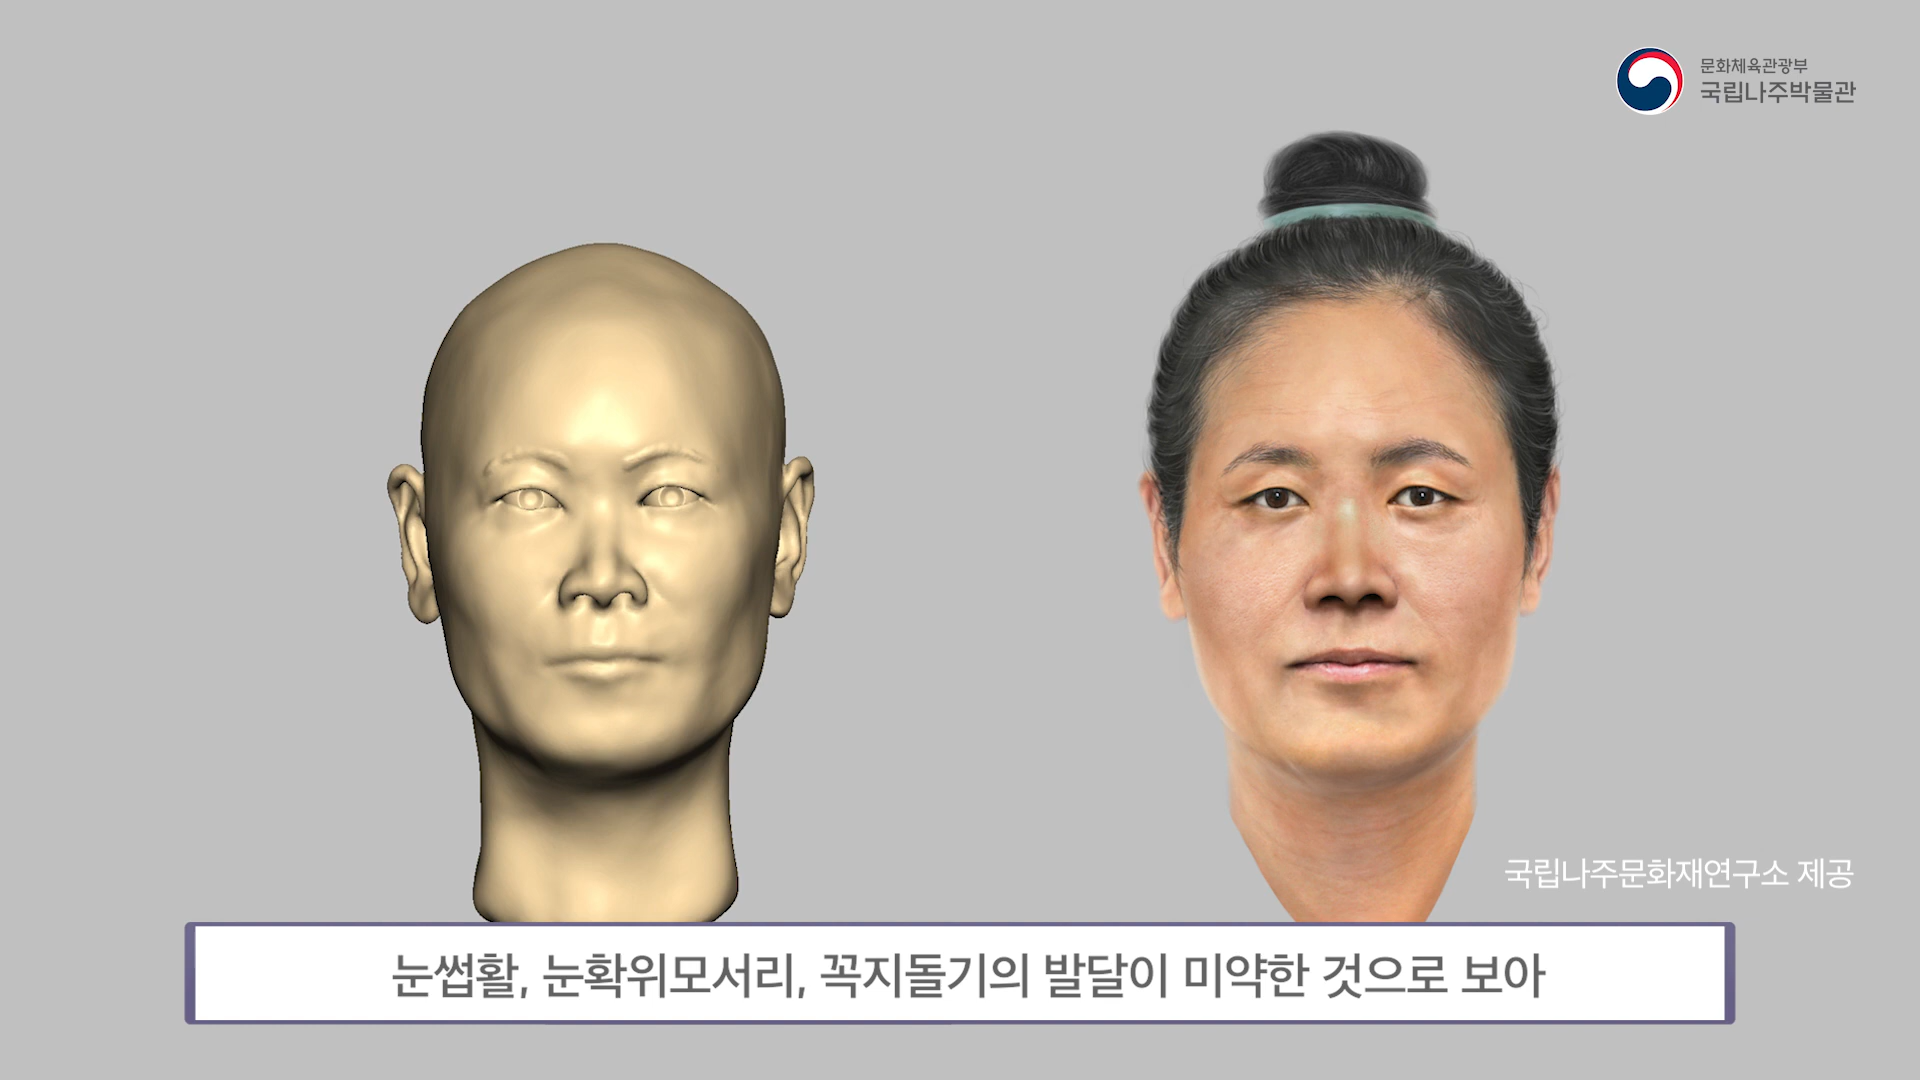 문화체육관광부
국립나주박물관
국립나주문화재연구소 제공
눈썹활, 눈확위모서리, 꼭지돌기의 발달이 미약한 것으로 보아